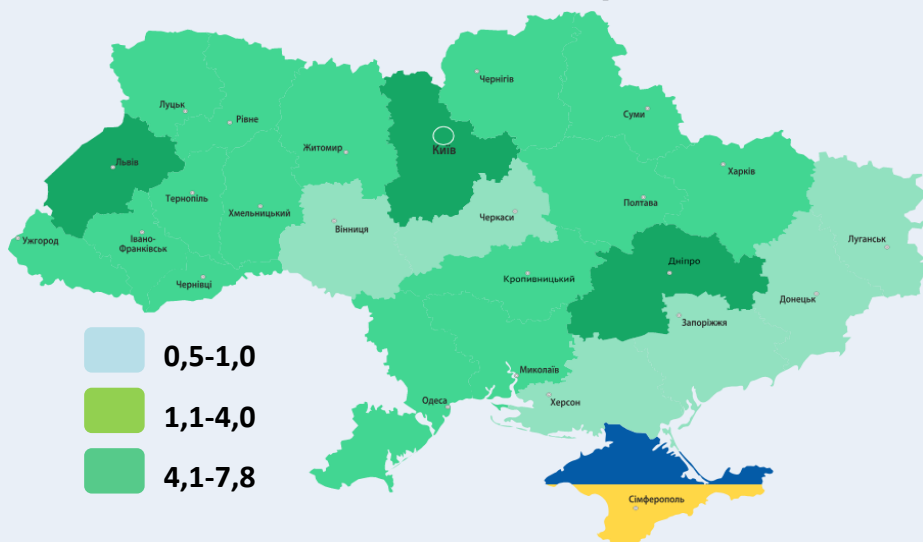 Чернігів
Луцьк
Рівне
Суми
Житомир
Київ
Львів
Харків
Тернопіль
Хмельницький
Полтава
Черкаси
Вінниця
Ужгород
Івано-
Франківськ
Луганськ
Дніпро
Чернівці
Кропивницький
Донецьк
Запоріжжя
0,5-1,0
Миколаїв
Одеса
Херсон
1,1-4,0
4,1-7,8
Сімферополь